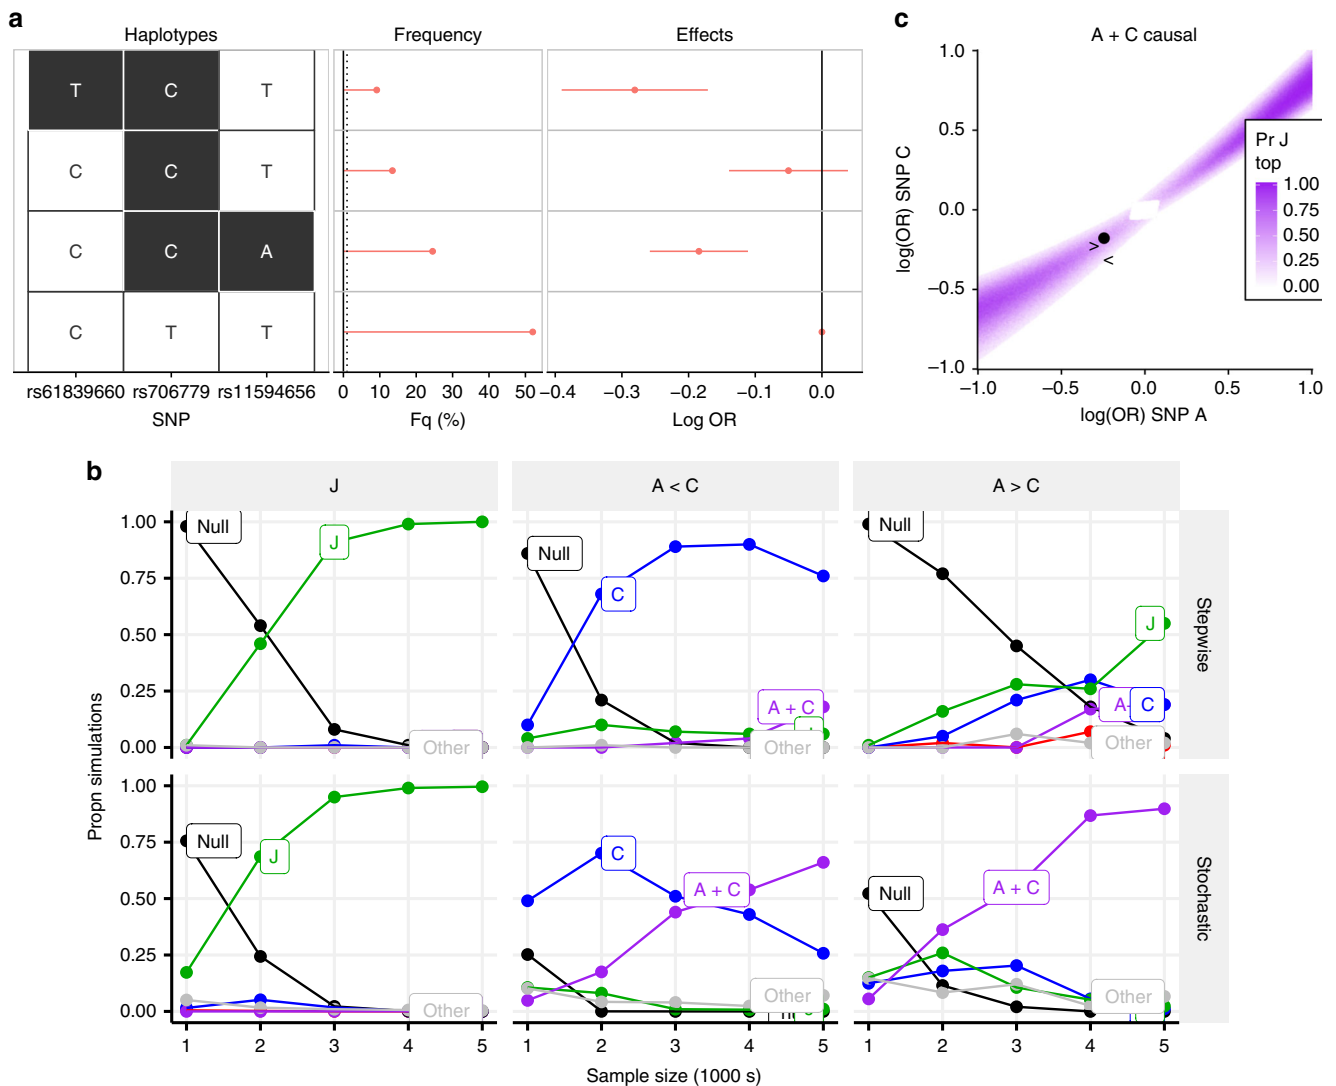 a
Haplotypes
Frequency
Effects
T C T
C C T
C C A
C T T
rs61839660 rs706779 rs11594656
SNP
0 10 20 30 40 50
Fq (%)
−0.4 −0.3 −0.2 −0.1 0.0
Log OR
c
A + C causal
1.0
0.5
0.0
−0.5
−1.0
log(OR) SNP C
>
<
Pr J
top
1.00
0.75
0.50
0.25
0.00
−1.0 −0.5 0.0 0.5 1.0
log(OR) SNP A
b
J
A < C
A > C
Propn simulations
1.00
0.75
0.50
0.25
0.00
Null
J
Other
Null
C
A + C
Other
Null
J
A
C
Other
Stepwise
1.00
0.75
0.50
0.25
0.00
Null
J
Other
C
A + C
Other
Null
A + C
Other
Stochastic
1 2 3 4 5
1 2 3 4 5
1 2 3 4 5
Sample size (1000 s)